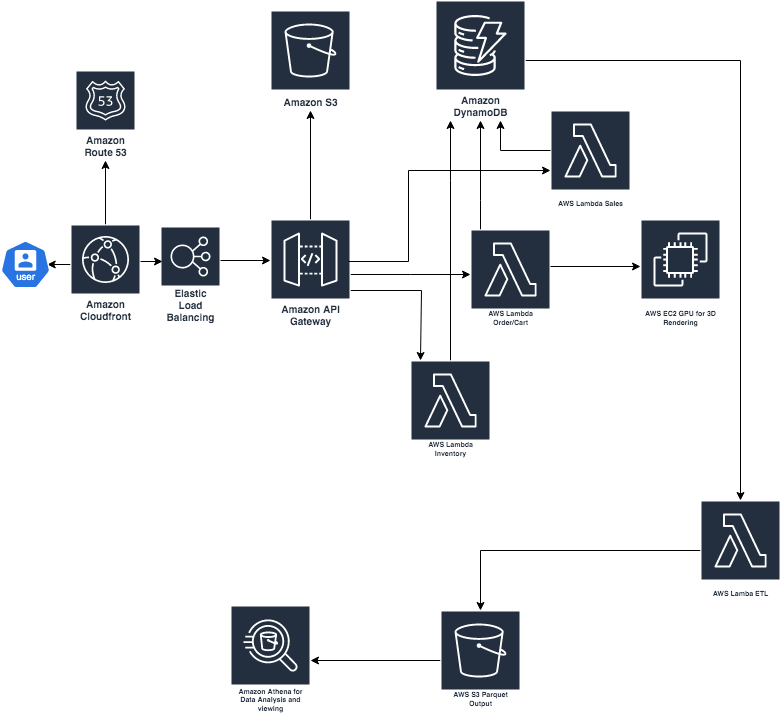 Amazon S3
Amazon
DynamoDB
53
Amazon
Route 53
AWS Lambda Sales
user
Amazon
Cloudfront
Elastic
Load
Balancing
</>
Amazon API
Gateway
AWS Lambda
Order/Cart
AWS EC2 GPU for 3D
Rendering
AWS Lambda
Inventory
AWS Lamba ETL
Amazon Athena for
Data Analysis and
viewing
AWS S3 Parquet
Output